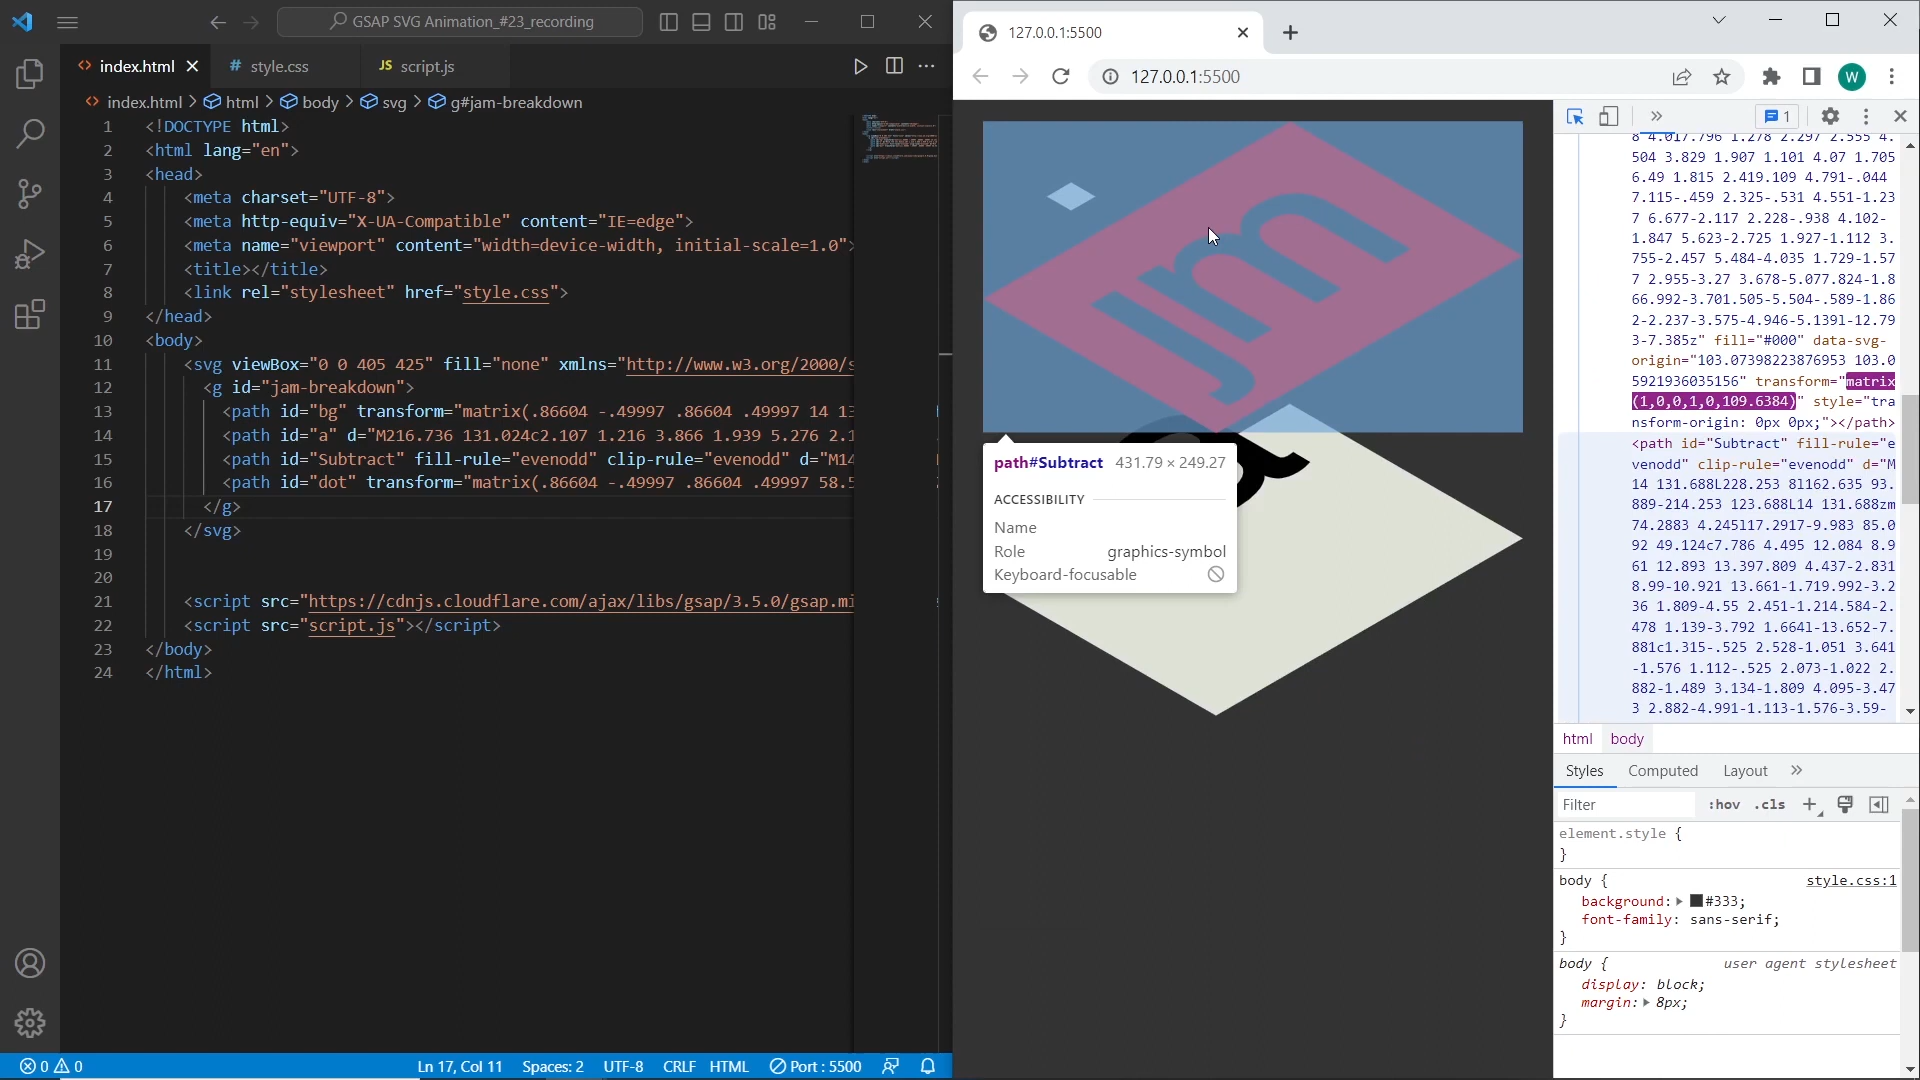 GSAP SVG Animation_#23_recording
index.html
# style.css
JS script.js
index.html > html > body > svg > g#jam-breakdown
1 <!DOCTYPE html>
2 <html lang="en">
3 <head>
4 <meta charset="UTF-8">
5 <meta http-equiv="X-UA-Compatible" content="IE=edge">
6 <meta name="viewport" content="width=device-width, initial-scale=1.0">
7 <title></title>
8 <link rel="stylesheet" href="style.css">
9 </head>
10 <body>
11 <svg viewBox="0 0 405 425" fill="none" xmlns="http://www.w3.org/2000/s
12 <g id="jam-breakdown">
13 <path id="bg" transform="matrix(.86604 -.49997 .86604 .49997 14 13
14 <path id="a" d="M216.736 131.024c2.107 1.216 3.866 1.939 5.276 2.1
15 <path id="Subtract" fill-rule="evenodd" clip-rule="evenodd" d="M14
16 <path id="dot" transform="matrix(.86604 -.49997 .86604 .49997 58.5
17 </g>
18 </svg>
19
20
21 <script src="https://cdnjs.cloudflare.com/ajax/libs/gsap/3.5.0/gsap.mi
22 <script src="script.js"></script>
23 </body>
24 </html>
0 0
Ln 17, Col 11
Spaces: 2
UTF-8
CRLF
HTML
Port : 5500
127.0.0.1:5500
127.0.0.1:5500
W
jm
path#Subtract 431.79 × 249.27
ACCESSIBILITY
Name
Role graphics-symbol
Keyboard-focusable
1
8 4.017.796 1.278 2.297 2.555 4.
504 3.829 1.907 1.101 4.07 1.705
6.49 1.815 2.419.109 4.791-.044
7.115-.459 2.325-.531 4.551-1.23
7 6.677-2.117 2.228-.938 4.102-
1.847 5.623-2.725 1.927-1.112 3.
755-2.457 5.484-4.035 1.729-1.57
7 2.955-3.27 3.678-5.077.824-1.8
66.992-3.701.505-5.504-.589-1.86
2-2.237-3.575-4.946-5.139l-12.79
3-7.385z" fill="#000" data-svg-
origin="103.07398223876953 103.0
5921936035156" transform="matrix
(1,0,0,1,0,109.6384)" style="tra
nsform-origin: 0px 0px;"></path>
<path id="Subtract" fill-rule="e
venodd" clip-rule="evenodd" d="M
14 131.688L228.253 8l162.635 93.
889-214.253 123.688L14 131.688zm
74.2883 4.245l17.2917-9.983 85.0
92 49.124c7.786 4.495 12.084 8.9
61 12.893 13.397.809 4.437-2.831
8.99-10.921 13.661-1.719.992-3.2
36 1.809-4.55 2.451-1.214.584-2.
478 1.139-3.792 1.664l-13.652-7.
881c1.315-.525 2.528-1.051 3.641
-1.576 1.112-.525 2.073-1.022 2.
882-1.489 3.134-1.809 4.095-3.47
3 2.882-4.991-1.113-1.576-3.59-
html
body
Styles
Computed
Layout
Filter
:hov
.cls
element.style {
}
body {
style.css:1
background: #333;
font-family: sans-serif;
}
body {
user agent stylesheet
display: block;
margin: 8px;
}